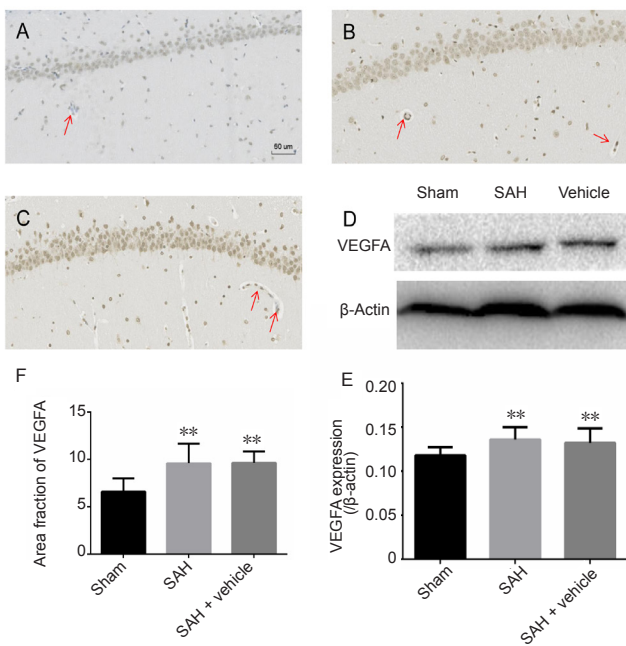 A
60 um
B
C
D
Sham SAH Vehicle
VEGFA
β-Actin
F
Area fraction of VEGFA
15
10
5
0
**
**
Sham
SAH
SAH + vehicle
E
VEGFA expression
(/β-actin)
0.20
0.15
0.10
0.05
0
**
**
Sham
SAH
SAH + vehicle